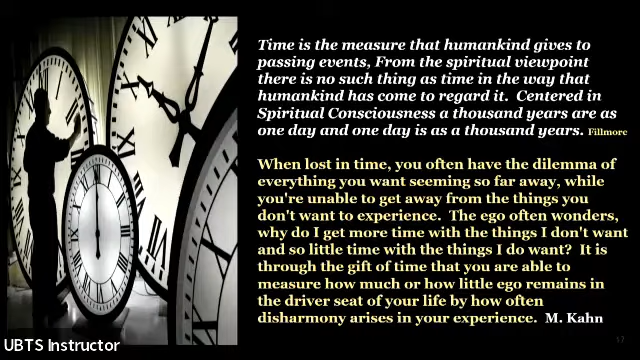 Time is the measure that humankind gives to
passing events, From the spiritual viewpoint
there is no such thing as time in the way that
humankind has come to regard it. Centered in
Spiritual Consciousness a thousand years are as
one day and one day is as a thousand years. Fillmore
When lost in time, you often have the dilemma of
everything you want seeming so far away, while
you're unable to get away from the things you
don't want to experience. The ego often wonders,
why do I get more time with the things I don't want
and so little time with the things I do want? It is
through the gift of time that you are able to
measure how much or how little ego remains in
the driver seat of your life by how often
disharmony arises in your experience. M. Kahn
UBTS Instructor